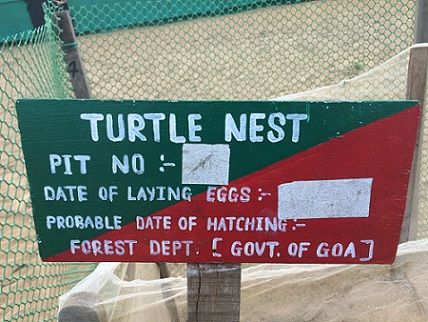 TURTLE NEST
PIT NO :-
DATE OF LAYING EGGS :-
PROBABLE DATE OF HATCHING :-
FOREST DEPT. [ GOVT. OF GOA ]